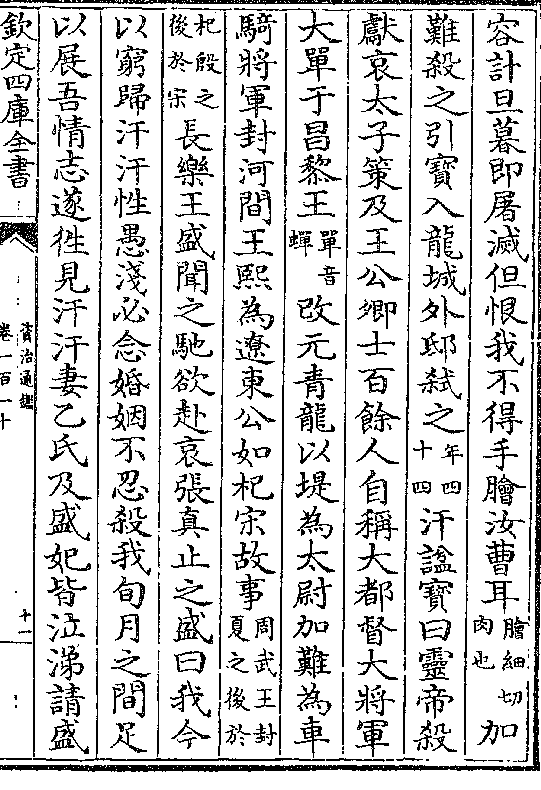 容計旦暮即屠滅但恨我不得手膾汝曹耳膾細切肉也加
難殺之引寶入龍城外邸弑之年四十四汗諡寶曰靈帝殺
獻哀太子策及王公卿士百餘人自稱大都督大將軍
大單于昌黎王單音蟬改元青龍以堤為太尉加難為車
騎將軍封河間王熙為遼東公如杞宋故事周武王封夏之後於
杞殷之後於宋長樂王盛聞之馳欲赴哀張真止之盛曰我今
以窮歸汗汗性愚淺必念婚姻不忍殺我旬月之間足
以展吾情志遂徃見汗汗妻乙氏及盛妃皆泣涕請盛
欽定四庫全書
資治通鑑
卷一百一十
十一